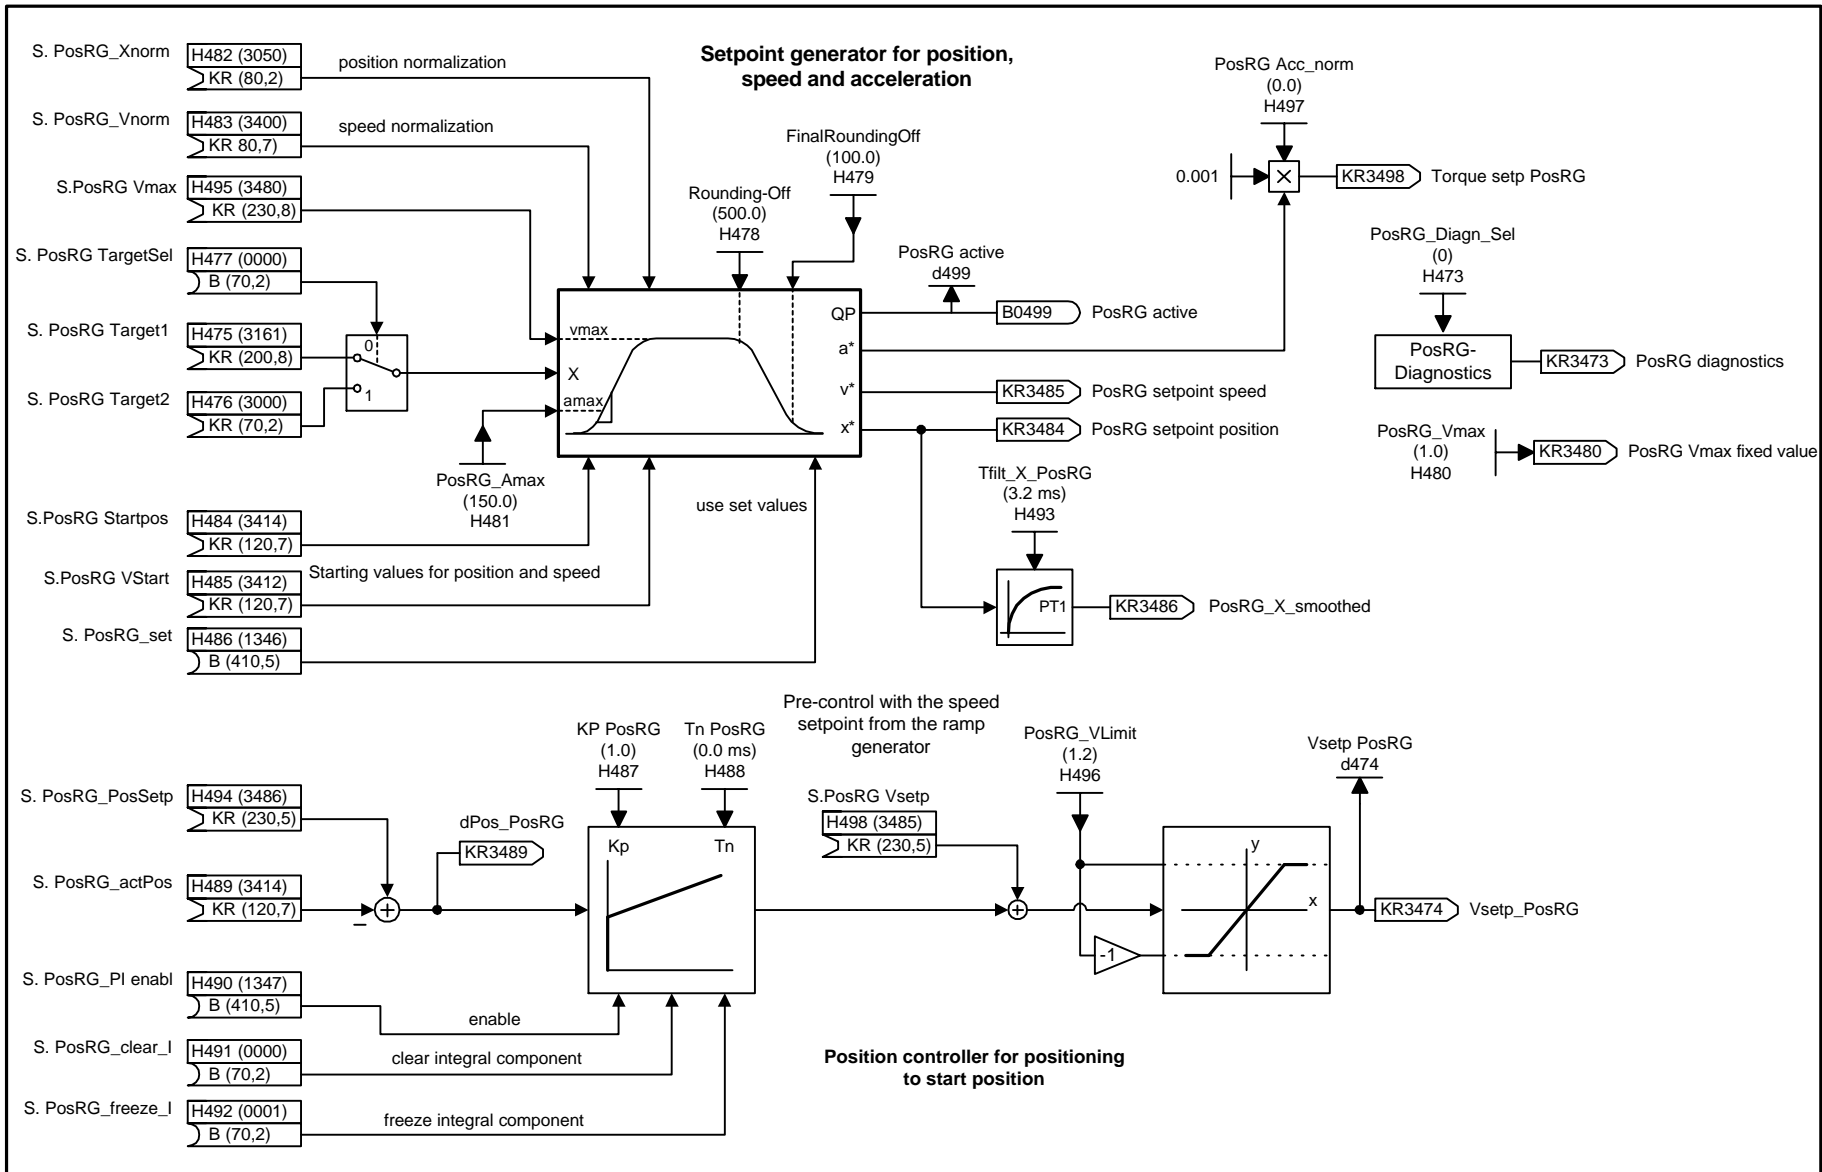 Setpoint generator for position,
speed and acceleration
S. PosRG_Xnorm
H482 (3050)
KR (80,2)
position normalization
S. PosRG_Vnorm
H483 (3400)
KR 80,7)
speed normalization
S.PosRG Vmax
H495 (3480)
KR (230,8)
S. PosRG TargetSel
H477 (0000)
B (70,2)
S. PosRG Target1
H475 (3161)
KR (200,8)
S. PosRG Target2
H476 (3000)
KR (70,2)
0
1
PosRG_Amax
(150.0)
H481
Rounding-Off
(500.0)
H478
FinalRoundingOff
(100.0)
H479
vmax
X
amax
QP
a*
v*
x*
PosRG active
d499
B0499
PosRG active
KR3485
PosRG setpoint speed
KR3484
PosRG setpoint position
PosRG Acc_norm
(0.0)
H497
0.001
KR3498
Torque setp PosRG
PosRG_Diagn_Sel
(0)
H473
PosRG-
Diagnostics
KR3473
PosRG diagnostics
PosRG_Vmax
(1.0)
H480
KR3480
PosRG Vmax fixed value
Tfilt_X_PosRG
(3.2 ms)
H493
PT1
KR3486
PosRG_X_smoothed
S.PosRG Startpos
H484 (3414)
KR (120,7)
S.PosRG VStart
H485 (3412)
KR (120,7)
Starting values for position and speed
use set values
S. PosRG_set
H486 (1346)
B (410,5)
Pre-control with the speed
setpoint from the ramp
generator
KP PosRG
(1.0)
H487
Tn PosRG
(0.0 ms)
H488
PosRG_VLimit
(1.2)
H496
Vsetp PosRG
d474
S. PosRG_PosSetp
H494 (3486)
KR (230,5)
dPos_PosRG
KR3489
S.PosRG Vsetp
H498 (3485)
KR (230,5)
Kp
Tn
y
x
-1
KR3474
Vsetp_PosRG
S. PosRG_actPos
H489 (3414)
KR (120,7)
+
–
+
S. PosRG_PI enabl
H490 (1347)
B (410,5)
enable
S. PosRG_clear_I
H491 (0000)
B (70,2)
clear integral component
S. PosRG_freeze_I
H492 (0001)
B (70,2)
freeze integral component
Position controller for positioning
to start position